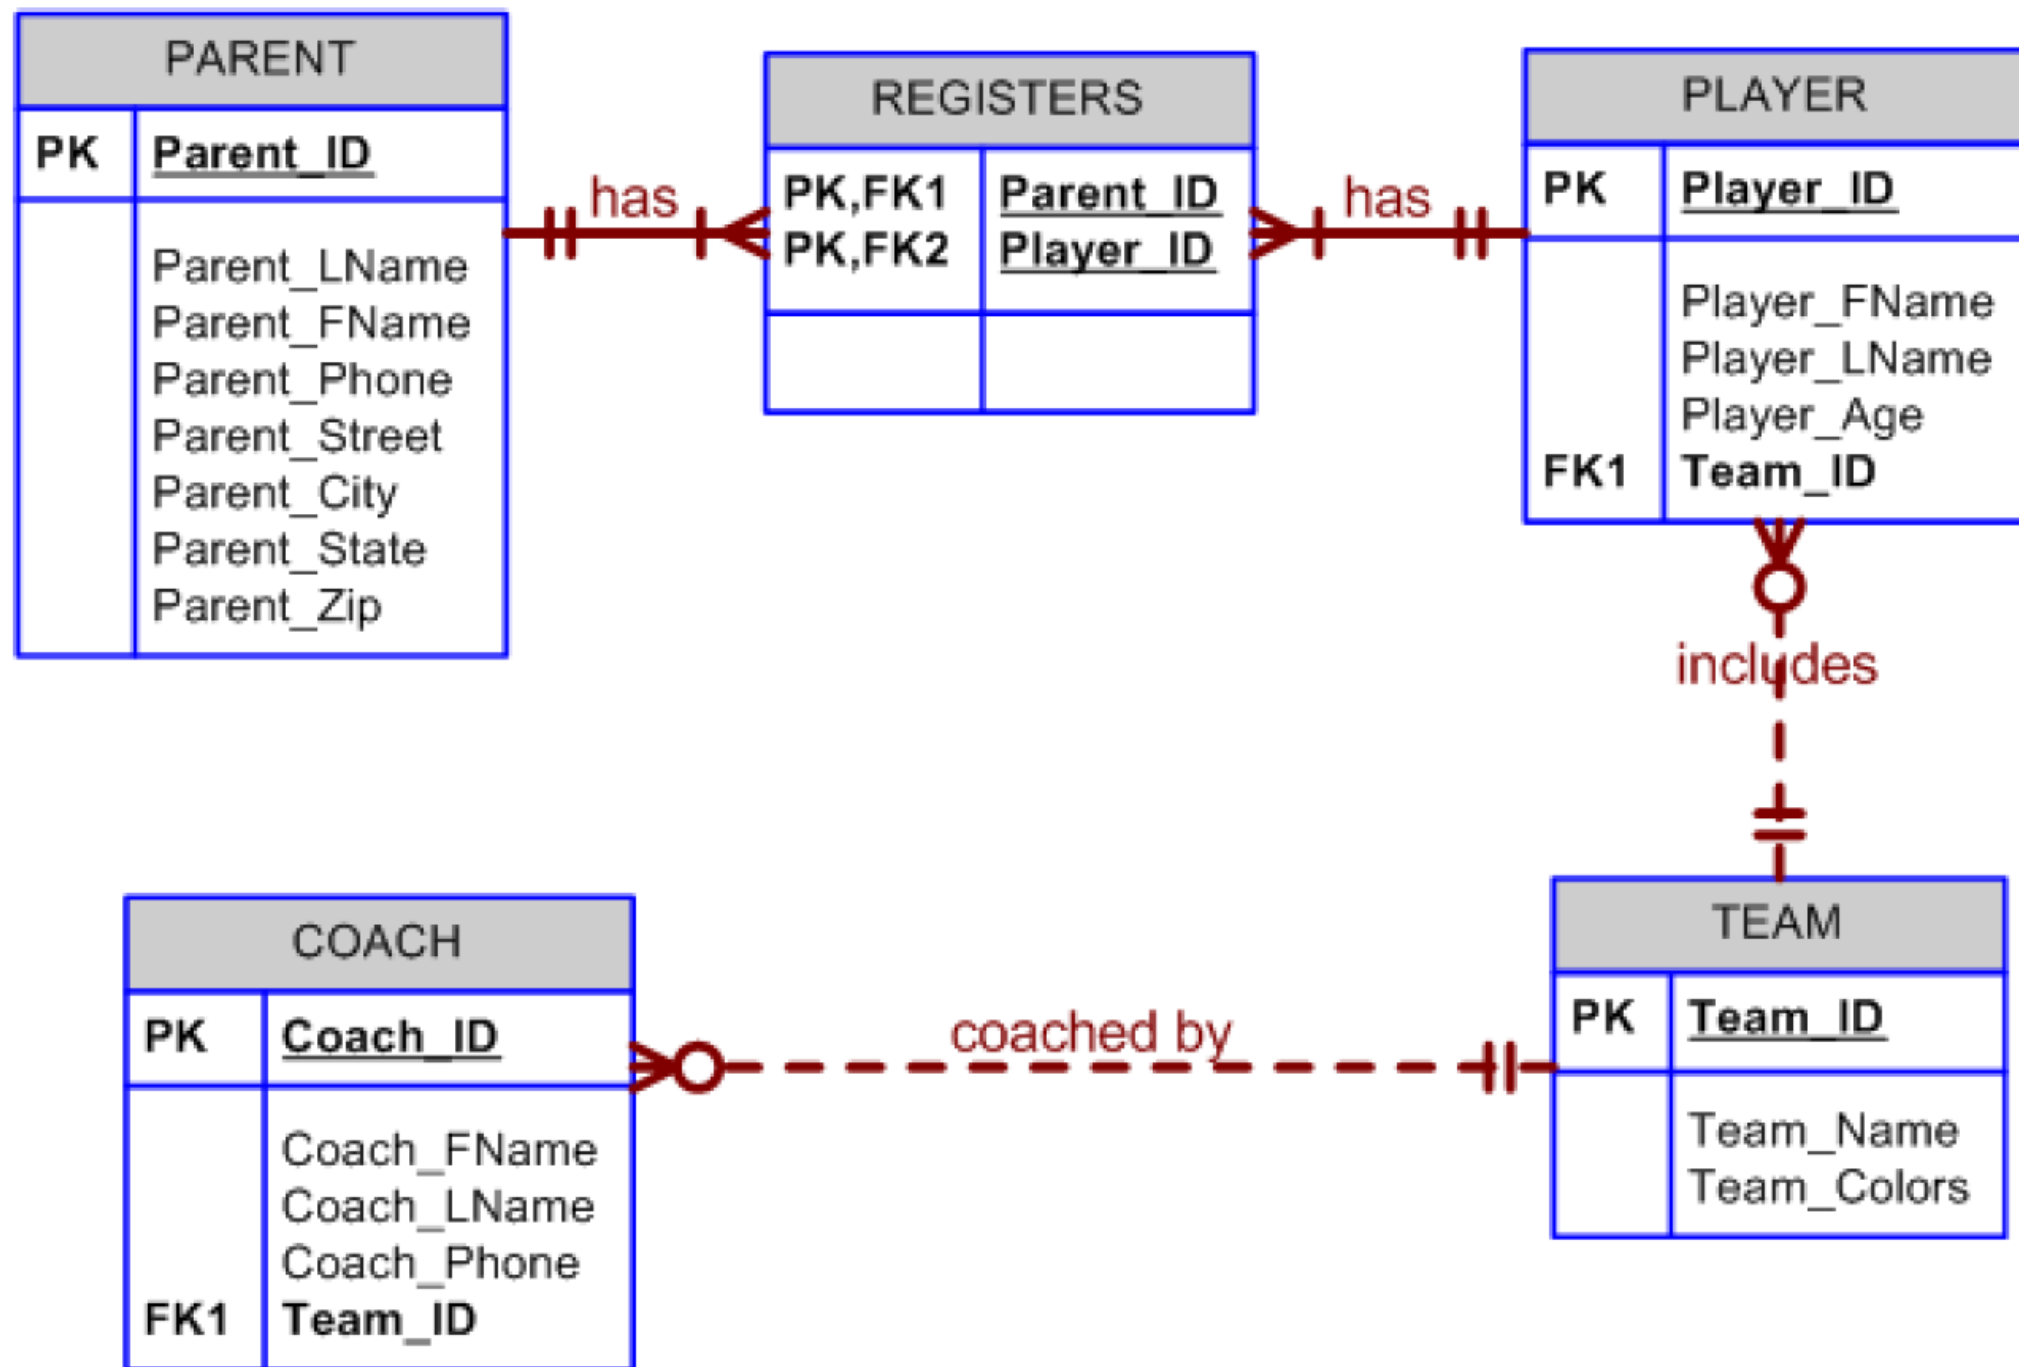 PARENT
PK Parent_ID
Parent_LName
Parent_FName
Parent_Phone
Parent_Street
Parent_City
Parent_State
Parent_Zip
has
REGISTERS
PK,FK1 Parent_ID
PK,FK2 Player_ID
has
PLAYER
PK Player_ID
Player_FName
Player_LName
Player_Age
FK1 Team_ID
includes
COACH
PK Coach_ID
Coach_FName
Coach_LName
Coach_Phone
FK1 Team_ID
coached by
TEAM
PK Team_ID
Team_Name
Team_Colors